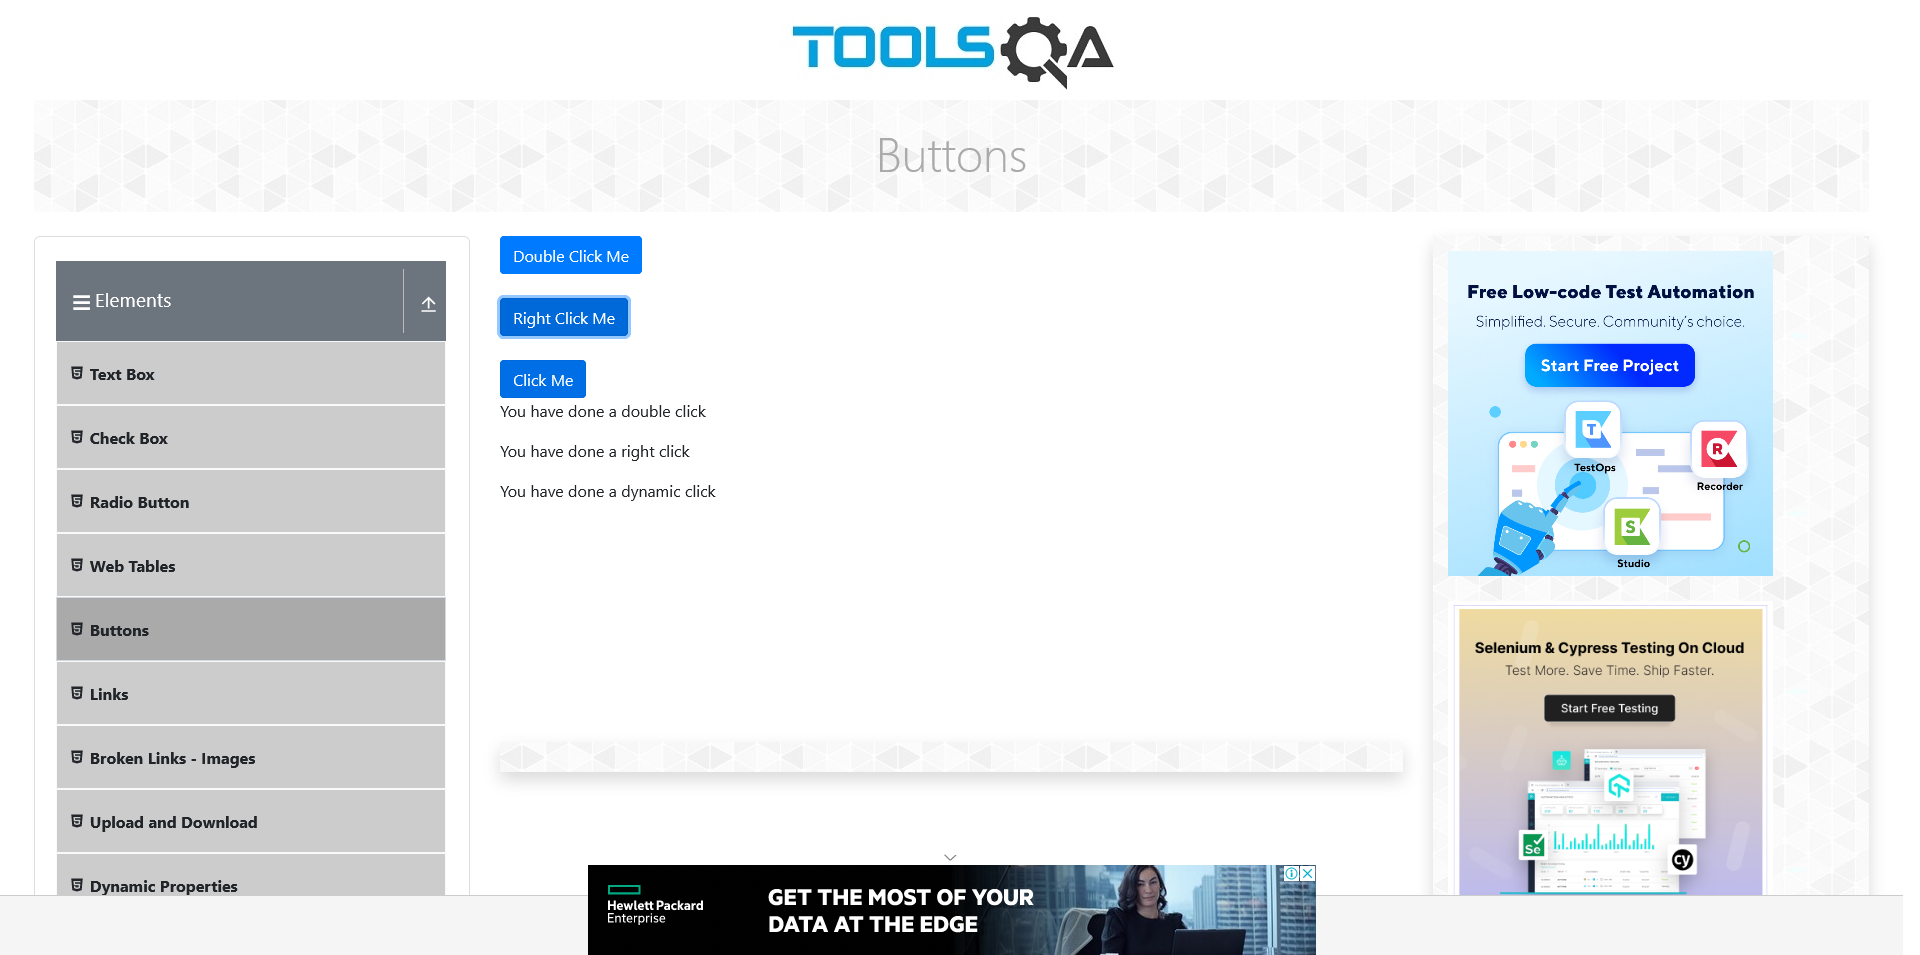 TOOLSQA
Buttons
Elements
Text Box
Check Box
Radio Button
Web Tables
Buttons
Links
Broken Links - Images
Upload and Download
Dynamic Properties
Double Click Me
Right Click Me
Click Me
You have done a double click
You have done a right click
You have done a dynamic click
Free Low-code Test Automation
Simplified. Secure. Community's choice.
Start Free Project
T
TestOps
R
Recorder
S
Studio
Selenium & Cypress Testing On Cloud
Test More. Save Time. Ship Faster.
Start Free Testing
Se
cy
Hewlett Packard
Enterprise
GET THE MOST OF YOUR
DATA AT THE EDGE